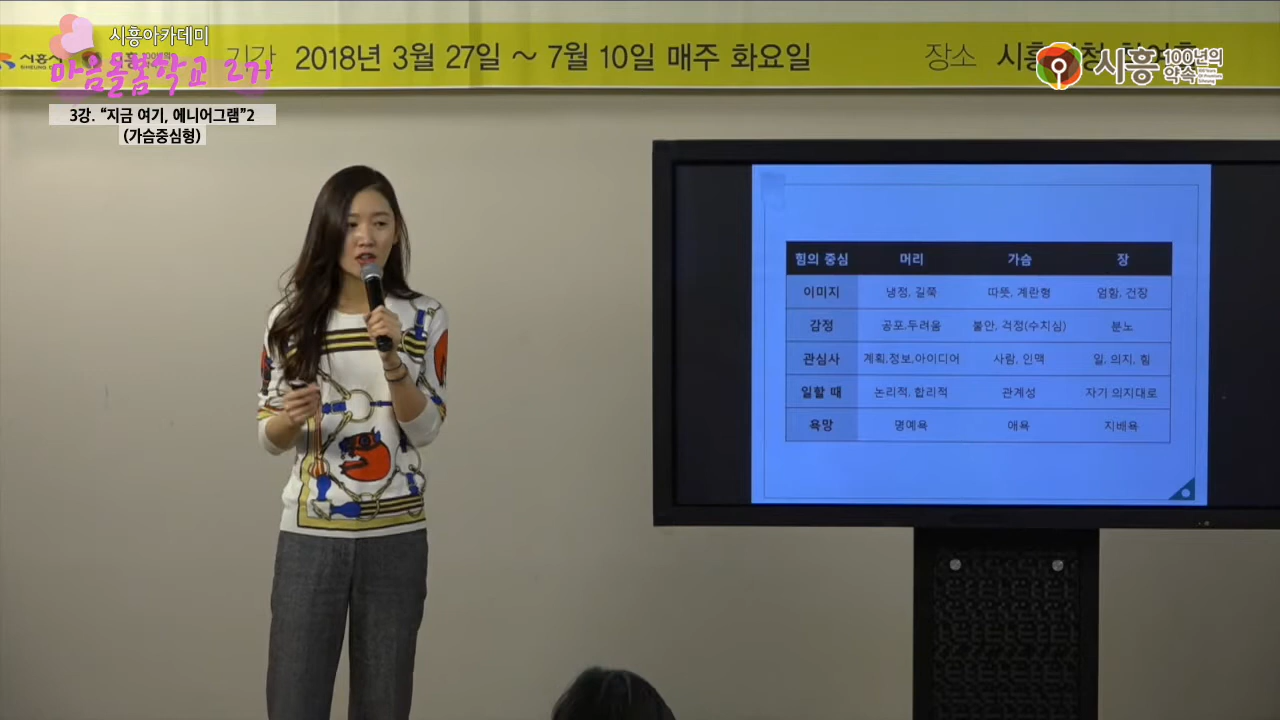 시흥아카데미
마음돌봄학교 2기
3강. “지금 여기, 에니어그램”2
(가슴중심형)
기간 2018년 3월 27일 ~ 7월 10일 매주 화요일
장소
시흥 100년의 약속
힘의 중심 머리 가슴 장
이미지 냉정, 길쭉 따뜻, 계란형 엄함, 건장
감정 공포.두려움 불안, 걱정(수치심) 분노
관심사 계획,정보,아이디어 사람, 인맥 일, 의지, 힘
일할 때 논리적, 합리적 관계성 자기 의지대로
욕망 명예욕 애욕 지배욕